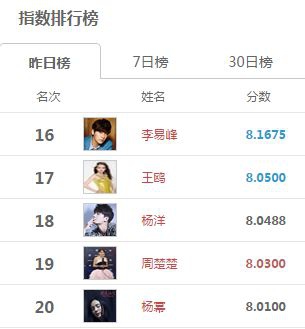 指数排行榜
昨日榜 7日榜 30日榜
名次 姓名 分数
16 李易峰 8.1675
17 王鸥 8.0500
18 杨洋 8.0488
19 周楚楚 8.0300
20 杨幂 8.0100